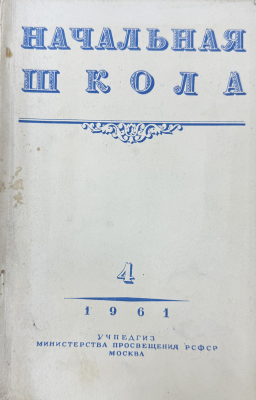 НАЧАЛЬНАЯ
ШКОЛА
4
1961
УЧПЕДГИЗ
МИНИСТЕРСТВА ПРОСВЕЩЕНИЯ РСФСР
МОСКВА